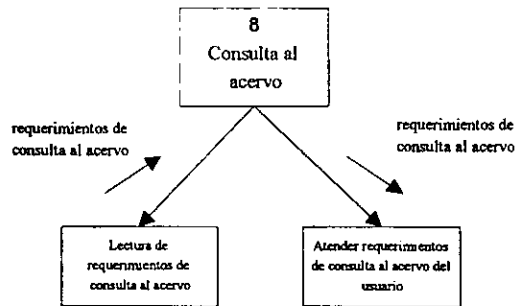 8
Consulta al
acervo
requerimientos de
consulta al acervo
requerimientos de
consulta al acervo
Lectura de
requerimientos de
consulta al acervo
Atender requerimientos
de consulta al acervo del
usuario